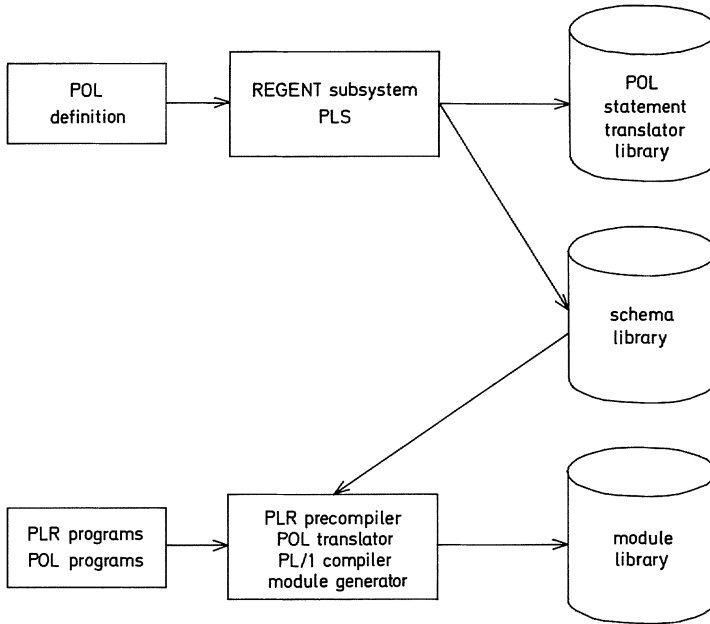 POL
definition
REGENT subsystem
PLS
POL
statement
translator
library
schema
library
PLR programs
POL programs
PLR precompiler
POL translator
PL/1 compiler
module generator
module
library